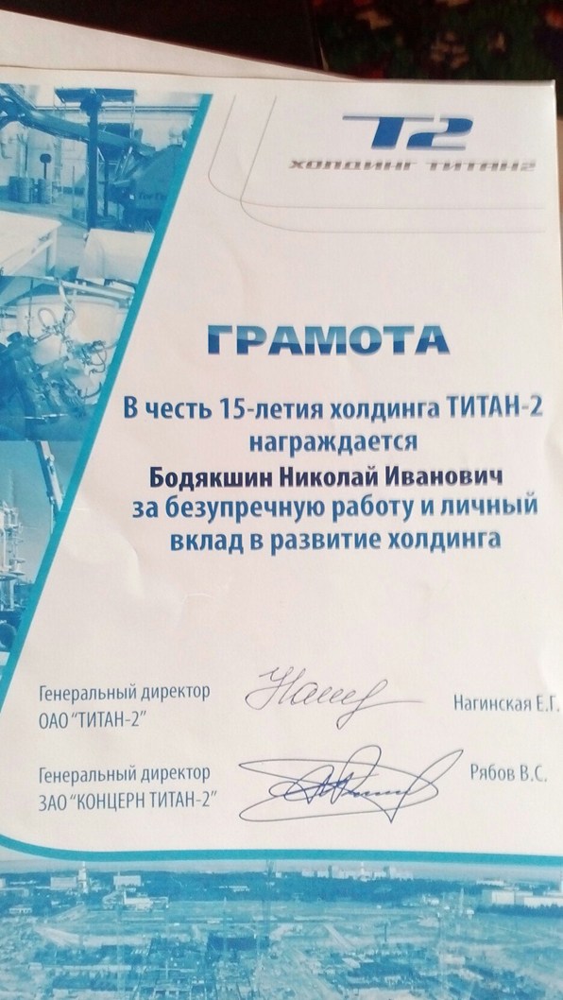 T2
ХОЛДИНГ ТИТАН2
ГРАМОТА
В честь 15-летия холдинга ТИТАН-2
награждается
Бодякшин Николай Иванович
за безупречную работу и личный
вклад в развитие холдинга
Генеральный директор
ОАО "ТИТАН-2"
Нагинская Е.Г.
Генеральный директор
ЗАО "КОНЦЕРН ТИТАН-2"
Рябов В.С.